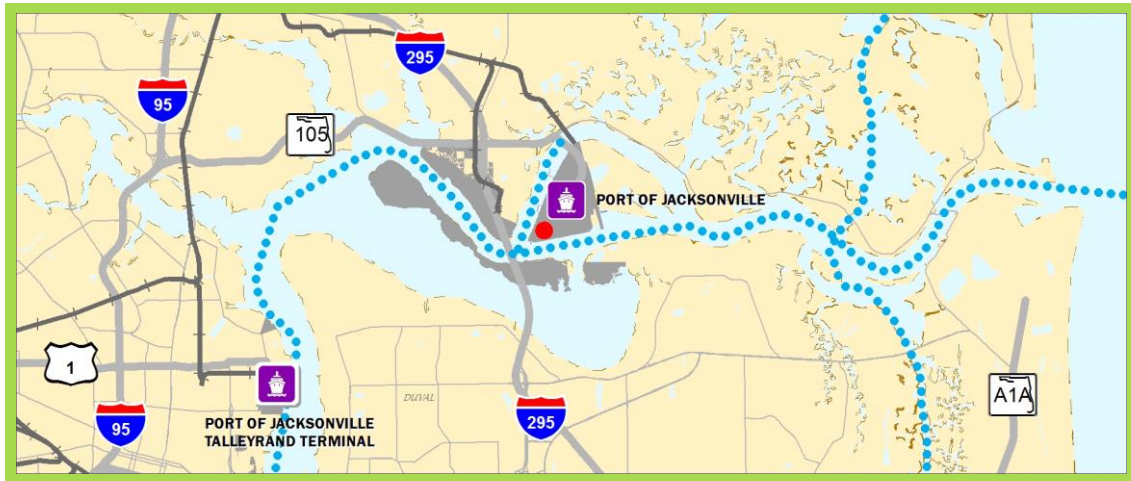 295
95
105
PORT OF JACKSONVILLE
1
DUVAL
A1A
95
PORT OF JACKSONVILLE
TALLEYRAND TERMINAL
295